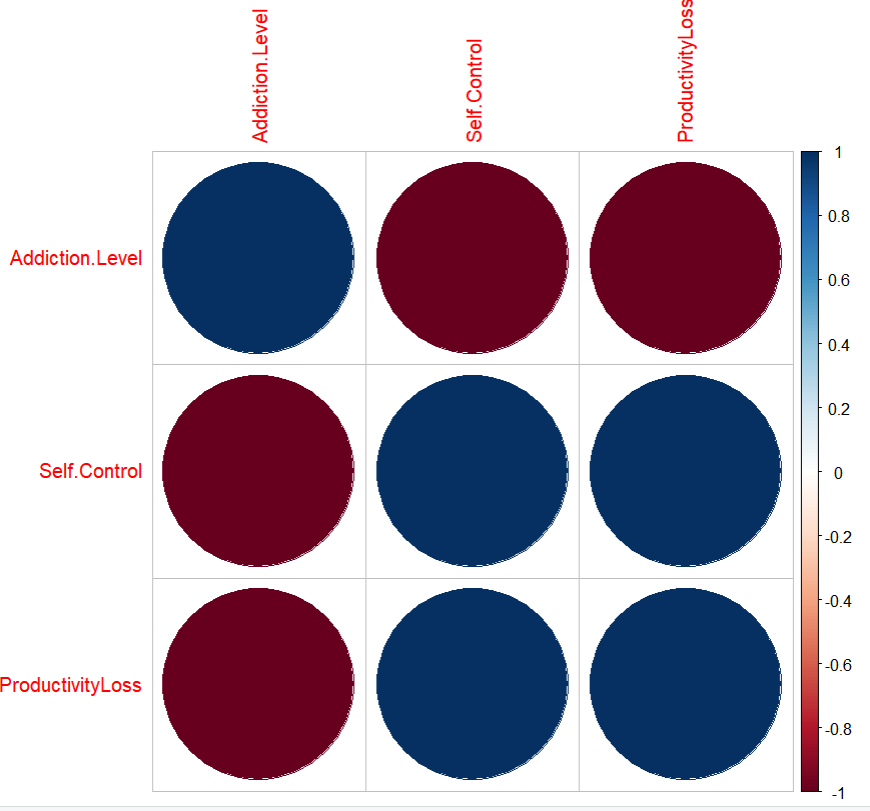 Addiction.Level
Self.Control
ProductivityLoss
Addiction.Level
Self.Control
ProductivityLoss
1
0.8
0.6
0.4
0.2
0
-0.2
-0.4
-0.6
-0.8
-1